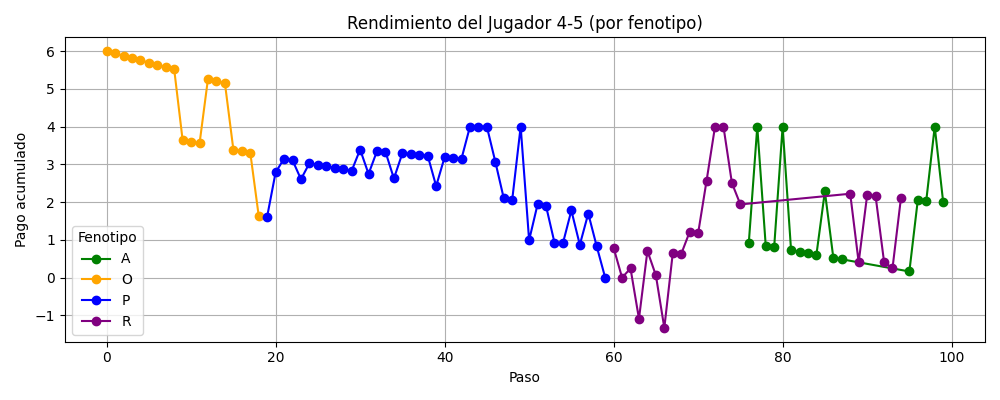 Rendimiento del Jugador 4-5 (por fenotipo)
Pago acumulado
6
5
4
3
2
1
0
−1
Fenotipo
A
O
P
R
0 20 40 60 80 100
Paso